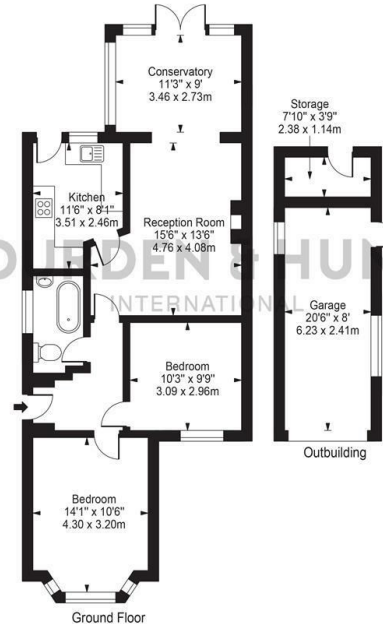 Conservatory
11'3" x 9'
3.46 x 2.73m
Storage
7'10" x 3'9"
2.38 x 1.14m
Kitchen
11'6" x 8'1"
3.51 x 2.46m
Reception Room
15'6" x 13'6"
4.76 x 4.08m
DURDEN & HUN
INTERNATIONAL
Garage
20'6" x 8'
6.23 x 2.41m
Bedroom
10'3" x 9'9"
3.09 x 2.96m
Outbuilding
Bedroom
14'1" x 10'6"
4.30 x 3.20m
Ground Floor